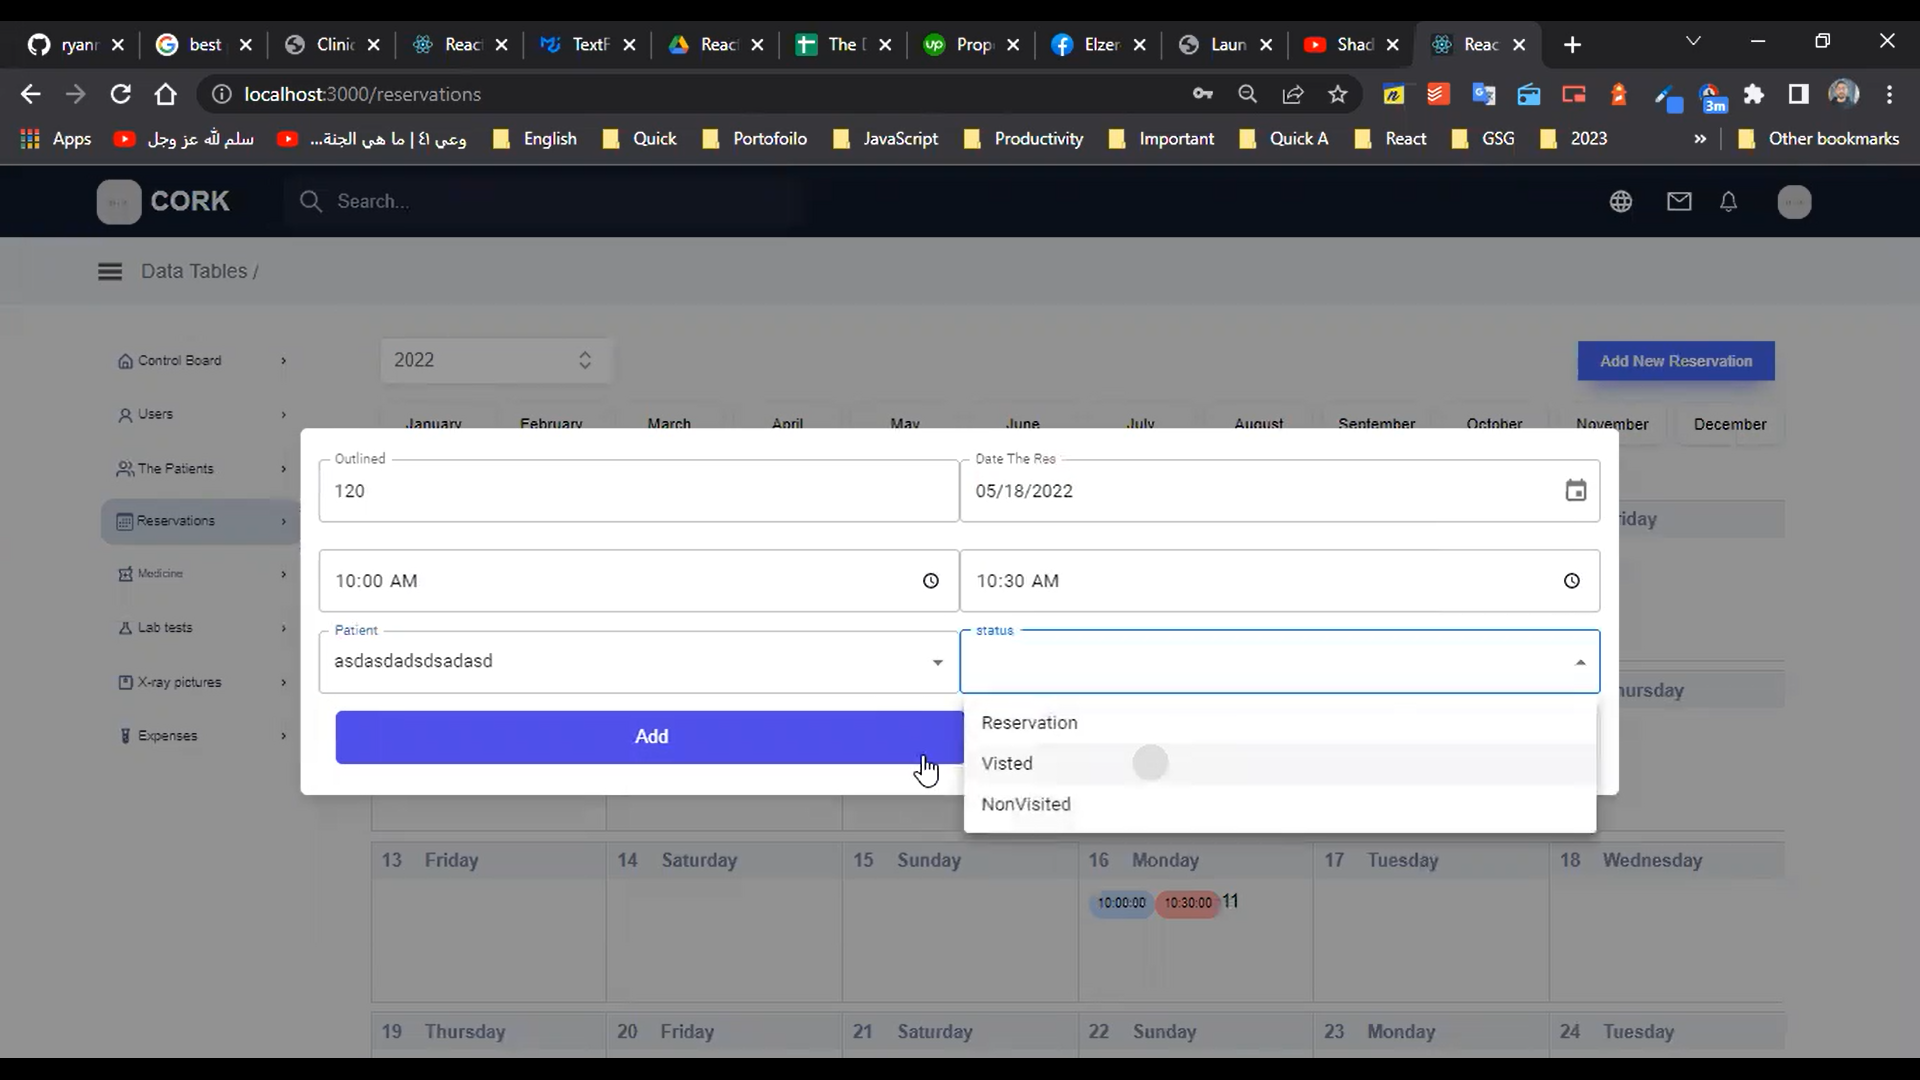 ryann best Clinic React TextF React The D Prop Elzer Laun Shad Reac
localhost:3000/reservations
3m
Apps سلم لله عز وجل وعي ٤١ | ما هي الجنة... English Quick Portofoilo JavaScript Productivity Important Quick A React GSG 2023 » Other bookmarks
CORK Search...
Data Tables /
Control Board
Users
The Patients
Reservations
Medicine
Lab tests
X-ray pictures
Expenses
2022 Add New Reservation
January February March April May June July August September October November December
Outlined
120
Date The Res
05/18/2022
10:00 AM 10:30 AM
Patient
asdasdadsdsadasd
status
Add
Reservation
Visted
NonVisited
iday
ursday
13 Friday 14 Saturday 15 Sunday 16 Monday 17 Tuesday 18 Wednesday
10:00:00 10:30:00 11
19 Thursday 20 Friday 21 Saturday 22 Sunday 23 Monday 24 Tuesday